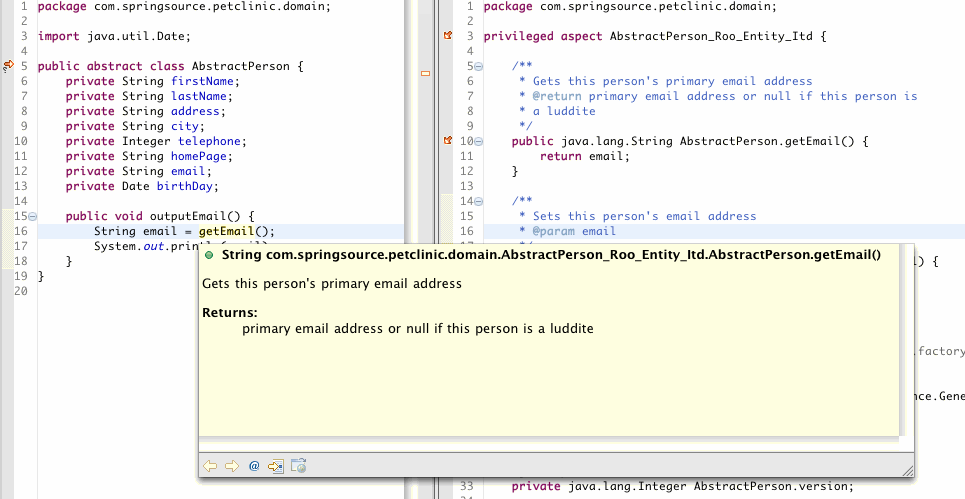 1 package com.springsource.petclinic.domain;
2
3 import java.util.Date;
4
5 public abstract class AbstractPerson {
6 private String firstName;
7 private String lastName;
8 private String address;
9 private String city;
10 private Integer telephone;
11 private String homePage;
12 private String email;
13 private Date birthDay;
14
15 public void outputEmail() {
16 String email = getEmail();
17 System.out.
18 }
19 }
20
1 package com.springsource.petclinic.domain;
2
3 privileged aspect AbstractPerson_Roo_Entity_Itd {
4
5 /**
6 * Gets this person's primary email address
7 * @return primary email address or null if this person is
8 * a luddite
9 */
10 public java.lang.String AbstractPerson.getEmail() {
11 return email;
12 }
13
14 /**
15 * Sets this person's email address
16 * @param email
17
) {
.factory
nce.Gene
33 private java.lang.Integer AbstractPerson.version;
String com.springsource.petclinic.domain.AbstractPerson_Roo_Entity_Itd.AbstractPerson.getEmail()
Gets this person's primary email address
Returns:
primary email address or null if this person is a luddite
@